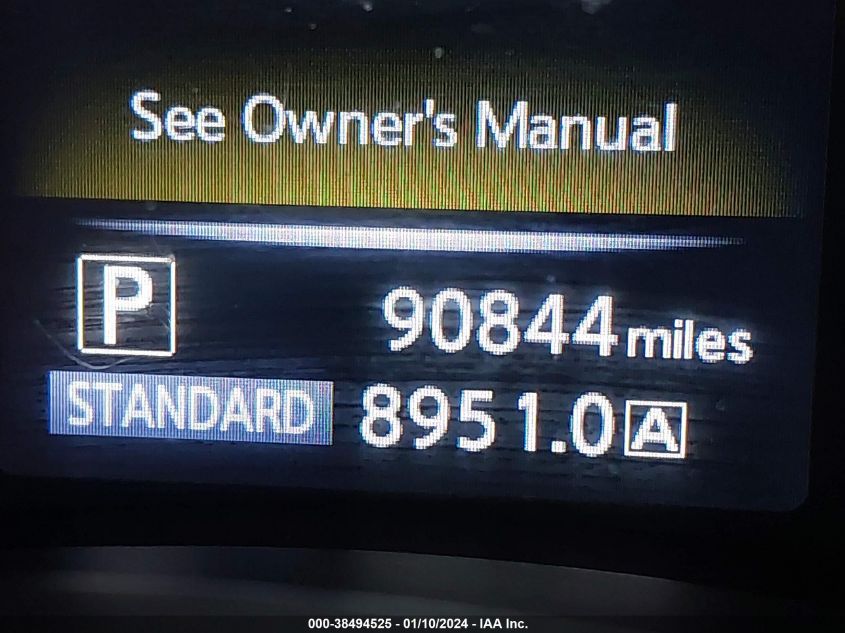 See Owner's Manual
P 90844 miles
STANDARD 8951.0 A
000-38494525 - 01/10/2024 - IAA Inc.